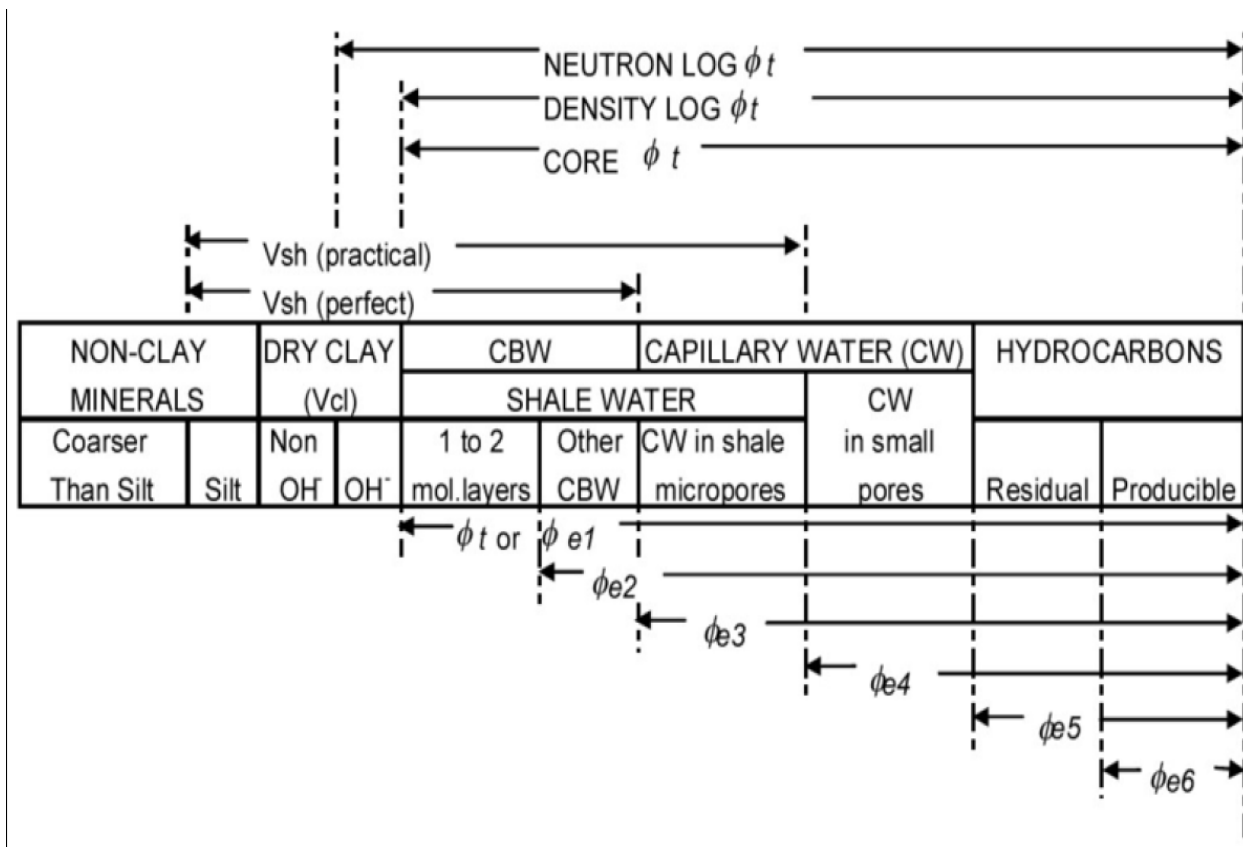 NEUTRON LOG ϕt
DENSITY LOG ϕt
CORE ϕ t
Vsh (practical)
Vsh (perfect)
NON-CLAY
MINERALS
DRY CLAY
(Vcl)
CBW
CAPILLARY WATER (CW)
HYDROCARBONS
SHALE WATER
CW
in small
pores
Coarser
Than Silt
Silt
Non
OH⁻
OH⁻
1 to 2
mol.layers
Other
CBW
CW in shale
micropores
Residual
Producible
ϕt or ϕe1
ϕe2
ϕe3
ϕe4
ϕe5
ϕe6